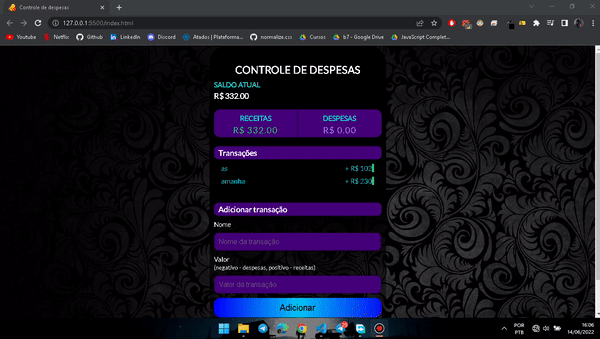 Controle de despesas
127.0.0.1:5500/index.html
Youtube Netflix Github LinkedIn Discord Atados | Plataforma... normalize.css Cursos b7 - Google Drive JavaScript Complet...
CONTROLE DE DESPESAS
SALDO ATUAL
R$ 332.00
RECEITAS DESPESAS
R$ 332.00 R$ 0.00
Transações
as + R$ 102
amanha + R$ 230
Adicionar transação
Nome
Nome da transação
Valor
(negativo - despesas, positivo - receitas)
Valor da transação
Adicionar
POR
PTB
16:06
14/06/2022